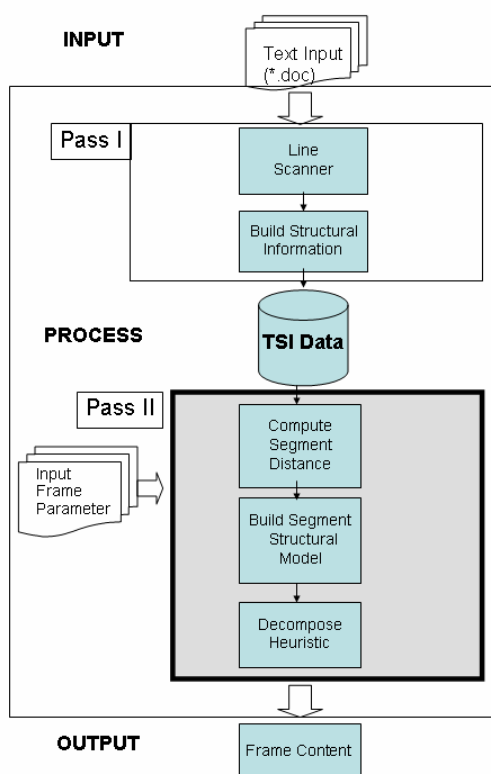 INPUT
Text Input
(*.doc)
Pass I
Line
Scanner
Build Structural
Information
PROCESS
TSI Data
Pass II
Input
Frame
Parameter
Compute
Segment
Distance
Build Segment
Structural
Model
Decompose
Heuristic
OUTPUT
Frame Content